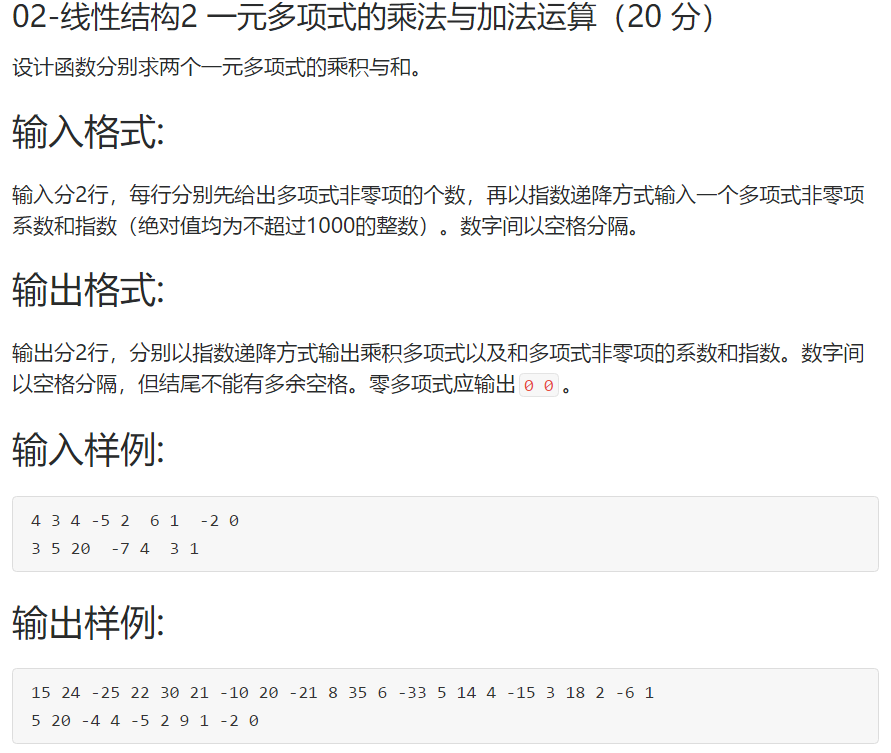 02-线性结构2 一元多项式的乘法与加法运算（20 分）
设计函数分别求两个一元多项式的乘积与和。
输入格式:
输入分2行，每行分别先给出多项式非零项的个数，再以指数递降方式输入一个多项式非零项
系数和指数（绝对值均为不超过1000的整数）。数字间以空格分隔。
输出格式:
输出分2行，分别以指数递降方式输出乘积多项式以及和多项式非零项的系数和指数。数字间
以空格分隔，但结尾不能有多余空格。零多项式应输出 0 0 。
输入样例:
4 3 4 -5 2  6 1  -2 0
3 5 20  -7 4  3 1
输出样例:
15 24 -25 22 30 21 -10 20 -21 8 35 6 -33 5 14 4 -15 3 18 2 -6 1
5 20 -4 4 -5 2 9 1 -2 0